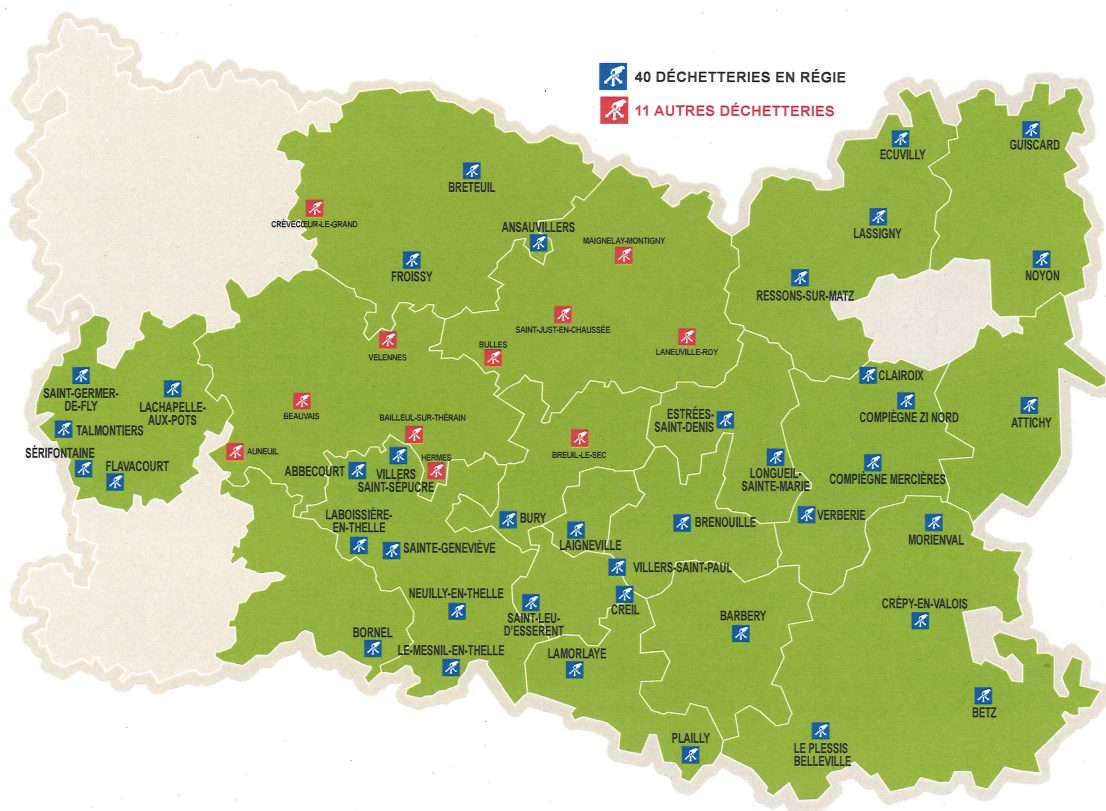 40 DÉCHETTERIES EN RÉGIE
11 AUTRES DÉCHETTERIES
GUISCARD
ECUVILLY
BRETEUIL
CRÈVECŒUR-LE-GRAND
ANSAUVILLERS
LASSIGNY
MAIGNELAY-MONTIGNY
FROISSY
NOYON
RESSONS-SUR-MATZ
SAINT-JUST-EN-CHAUSSÉE
BULLES
LANEUVILLE-ROY
VELENNES
CLAIROIX
SAINT-GERMER-
DE-FLY
LACHAPELLE-
AUX-POTS
BEAUVAIS
BAILLEUL-SUR-THÉRAIN
ESTRÉES-
SAINT-DENIS
COMPIÈGNE ZI NORD
ATTICHY
TALMONTIERS
SÉRIFONTAINE
FLAVACOURT
AUNEUIL
ABBECOURT
VILLERS
SAINT-SÉPUCRE
HERMES
BREUIL-LE-SEC
LONGUEIL-
SAINTE-MARIE
COMPIÈGNE MERCIÈRES
LABOISSIÈRE-
EN-THELLE
BURY
BRENOUILLE
VERBERIE
MORIENVAL
SAINTE-GENEVIÈVE
LAIGNEVILLE
VILLERS-SAINT-PAUL
NEUILLY-EN-THELLE
SAINT-LEU-
D'ESSERENT
CREIL
BARBERY
CRÉPY-EN-VALOIS
BORNEL
LE-MESNIL-EN-THELLE
LAMORLAYE
BETZ
PLAILLY
LE PLESSIS
BELLEVILLE